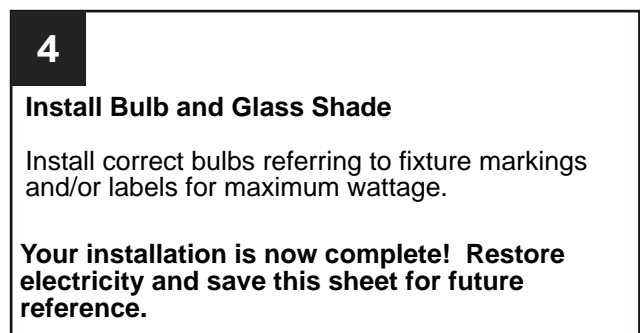 4
Install Bulb and Glass Shade
Install correct bulbs referring to fixture markings
and/or labels for maximum wattage.
Your installation is now complete!  Restore
electricity and save this sheet for future
reference.